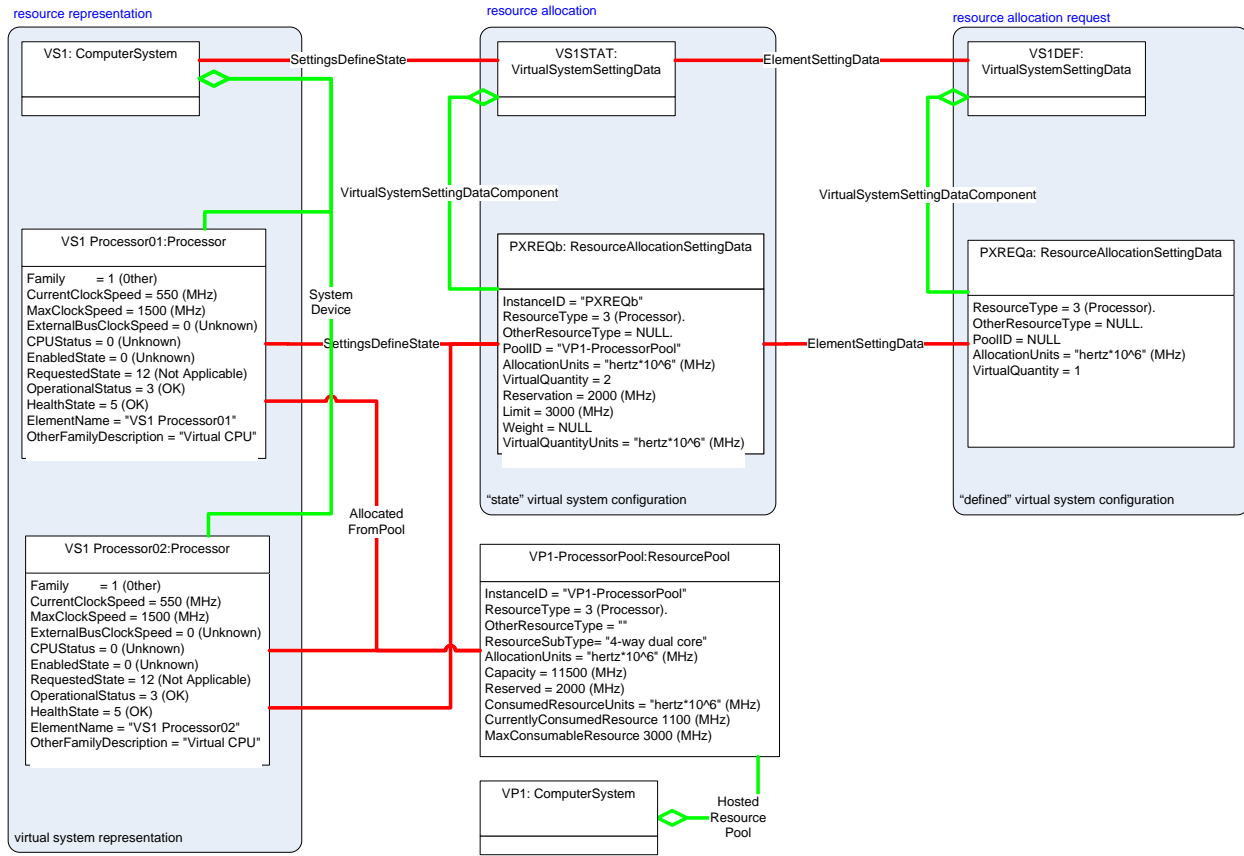 resource representation
VS1: ComputerSystem
VS1 Processor01:Processor
Family = 1 (0ther)
CurrentClockSpeed = 550 (MHz)
MaxClockSpeed = 1500 (MHz)
ExternalBusClockSpeed = 0 (Unknown)
CPUStatus = 0 (Unknown)
EnabledState = 0 (Unknown)
RequestedState = 12 (Not Applicable)
OperationalStatus = 3 (OK)
HealthState = 5 (OK)
ElementName = "VS1 Processor01"
OtherFamilyDescription = "Virtual CPU"
VS1 Processor02:Processor
Family = 1 (0ther)
CurrentClockSpeed = 550 (MHz)
MaxClockSpeed = 1500 (MHz)
ExternalBusClockSpeed = 0 (Unknown)
CPUStatus = 0 (Unknown)
EnabledState = 0 (Unknown)
RequestedState = 12 (Not Applicable)
OperationalStatus = 3 (OK)
HealthState = 5 (OK)
ElementName = "VS1 Processor02"
OtherFamilyDescription = "Virtual CPU"
virtual system representation
SettingsDefineState
System
Device
SettingsDefineState
Allocated
FromPool
resource allocation
VS1STAT:
VirtualSystemSettingData
VirtualSystemSettingDataComponent
PXREQb: ResourceAllocationSettingData
InstanceID = "PXREQb"
ResourceType = 3 (Processor).
OtherResourceType = NULL.
PoolID = "VP1-ProcessorPool"
AllocationUnits = "hertz*10^6" (MHz)
VirtualQuantity = 2
Reservation = 2000 (MHz)
Limit = 3000 (MHz)
Weight = NULL
VirtualQuantityUnits = "hertz*10^6" (MHz)
"state" virtual system configuration
VP1-ProcessorPool:ResourcePool
InstanceID = "VP1-ProcessorPool"
ResourceType = 3 (Processor).
OtherResourceType = ""
ResourceSubType= "4-way dual core"
AllocationUnits = "hertz*10^6" (MHz)
Capacity = 11500 (MHz)
Reserved = 2000 (MHz)
ConsumedResourceUnits = "hertz*10^6" (MHz)
CurrentlyConsumedResource 1100 (MHz)
MaxConsumableResource 3000 (MHz)
VP1: ComputerSystem
Hosted
Resource
Pool
ElementSettingData
ElementSettingData
resource allocation request
VS1DEF:
VirtualSystemSettingData
VirtualSystemSettingDataComponent
PXREQa: ResourceAllocationSettingData
ResourceType = 3 (Processor).
OtherResourceType = NULL.
PoolID = NULL
AllocationUnits = "hertz*10^6" (MHz)
VirtualQuantity = 1
"defined" virtual system configuration